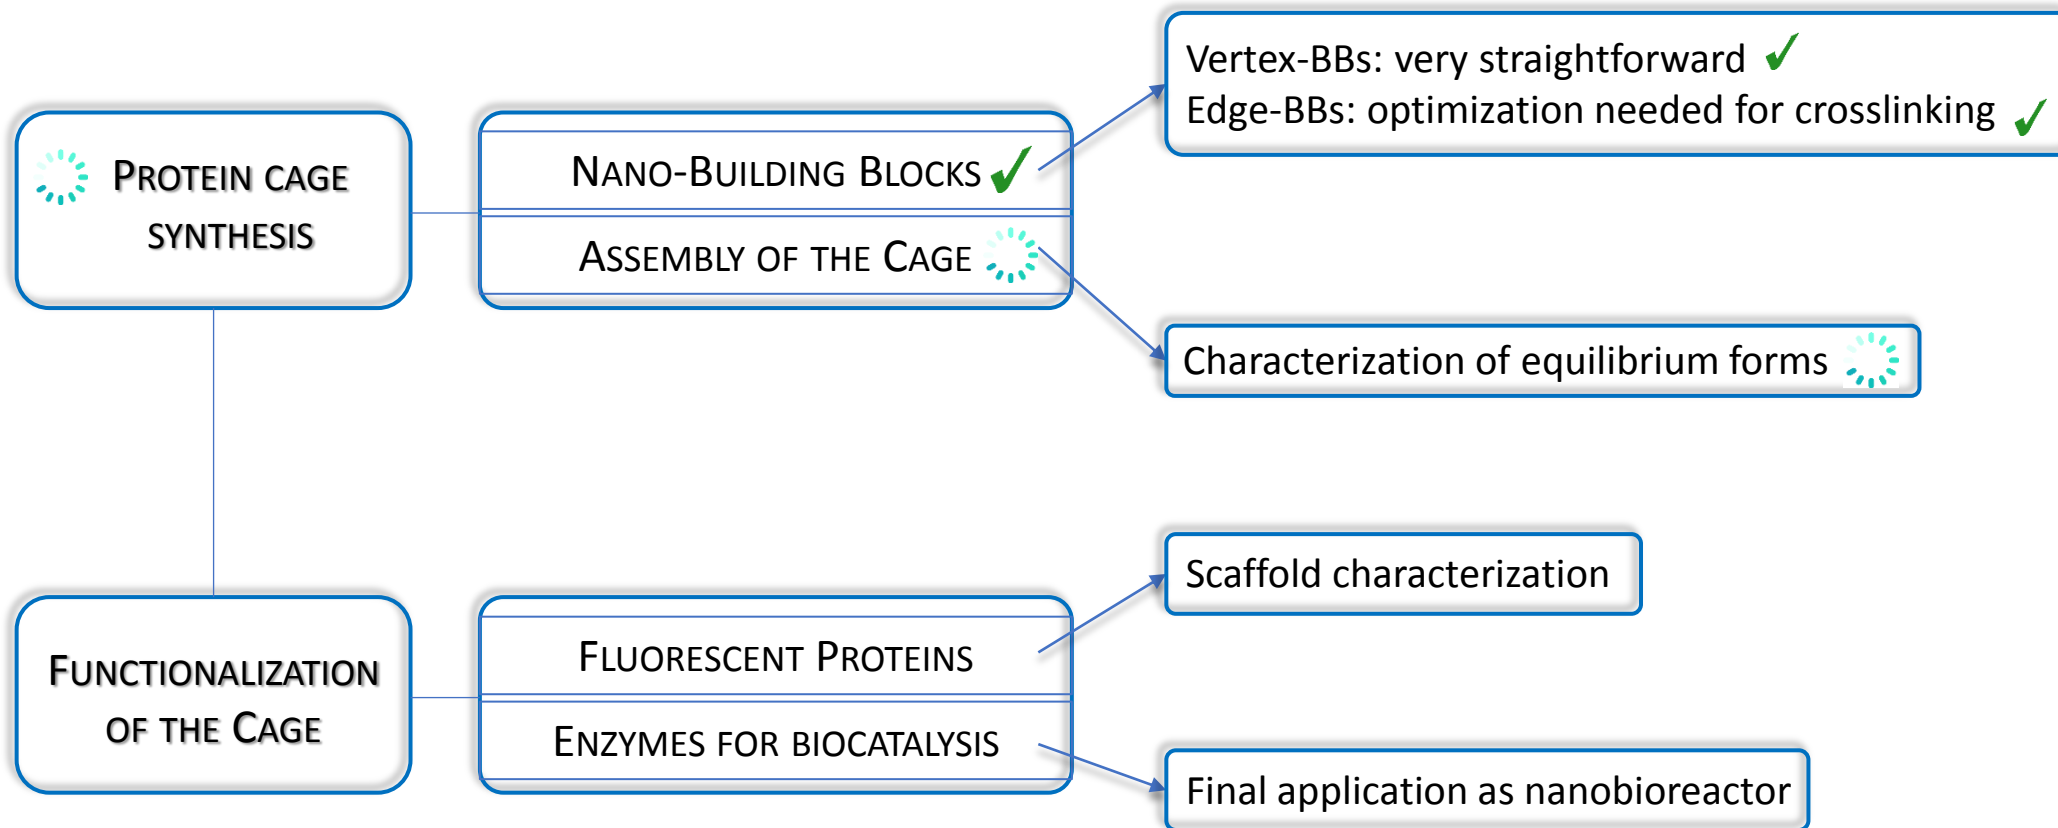 Vertex-BBs: very straightforward
Edge-BBs: optimization needed for crosslinking
PROTEIN CAGE
SYNTHESIS
NANO-BUILDING BLOCKS
ASSEMBLY OF THE CAGE
Characterization of equilibrium forms
FUNCTIONALIZATION
OF THE CAGE
FLUORESCENT PROTEINS
ENZYMES FOR BIOCATALYSIS
Scaffold characterization
Final application as nanobioreactor